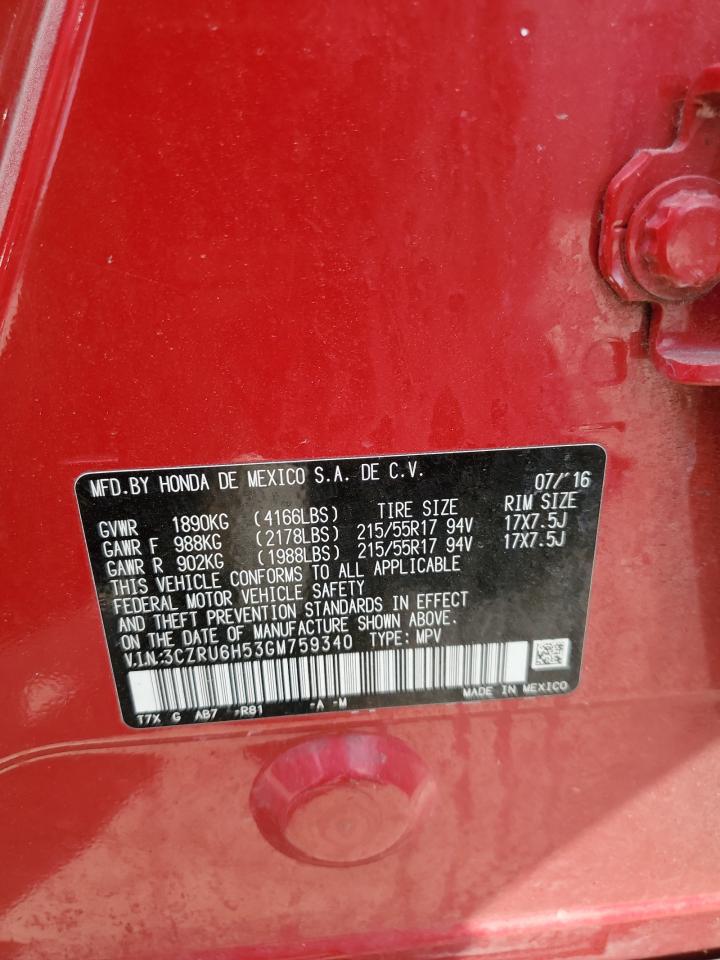 MFD.BY HONDA DE MEXICO S.A. DE C.V. 07/'16
TIRE SIZE RIM SIZE
GVWR 1890KG (4166LBS)
GAWR F 988KG (2178LBS) 215/55R17 94V 17X7.5J
GAWR R 902KG (1988LBS) 215/55R17 94V 17X7.5J
THIS VEHICLE CONFORMS TO ALL APPLICABLE
FEDERAL MOTOR VEHICLE SAFETY
AND THEFT PREVENTION STANDARDS IN EFFECT
ON THE DATE OF MANUFACTURE SHOWN ABOVE.
V.I.N.:3CZRU6H53GM759340 TYPE: MPV
MADE IN MEXICO
T7X G AB7 -R81 -A -M